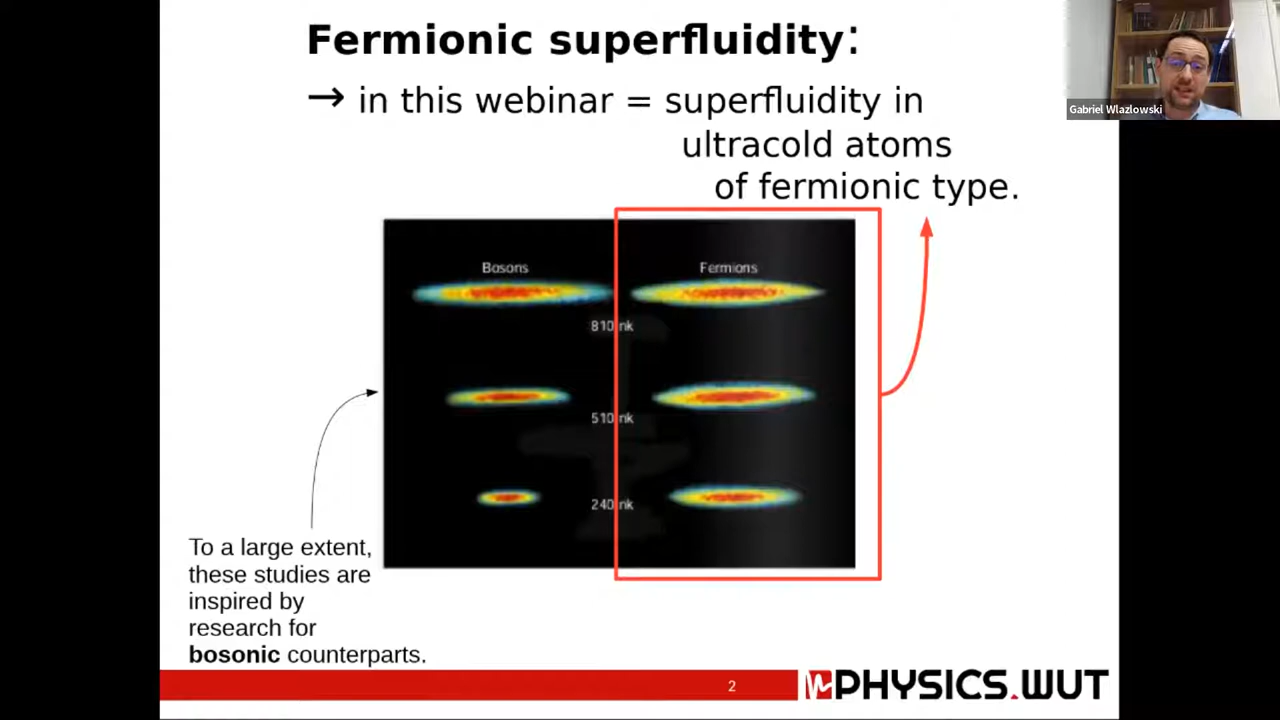 Fermionic superfluidity:
→ in this webinar = superfluidity in
ultracold atoms
of fermionic type.
Gabriel Wlazlowski
Bosons
Fermions
810 nk
510 nk
240 nk
To a large extent,
these studies are
inspired by
research for
bosonic counterparts.
2
PHYSICS.WUT